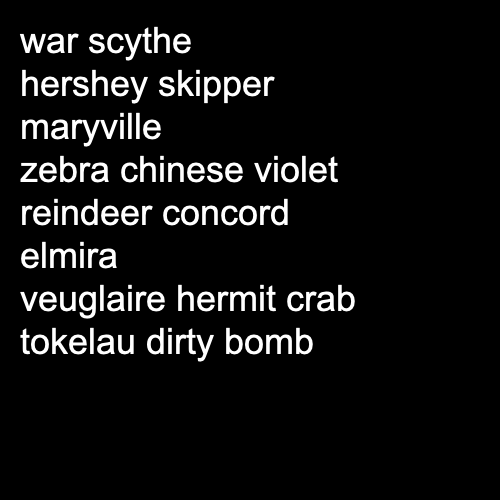 war scythe
hershey skipper
maryville
zebra chinese violet
reindeer concord
elmira
veuglaire hermit crab
tokelau dirty bomb